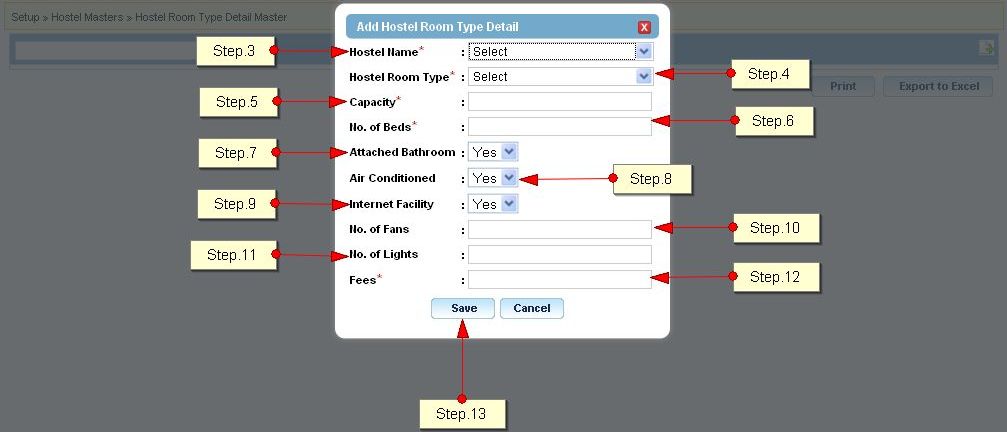 Setup » Hostel Masters » Hostel Room Type Detail Master
Add Hostel Room Type Detail
X
Step.3
Hostel Name* : Select
Hostel Room Type* : Select
Step.4
Print
Export to Excel
Step.5
Capacity* :
No. of Beds* :
Step.6
Step.7
Attached Bathroom : Yes
Air Conditioned : Yes
Step.8
Step.9
Internet Facility : Yes
No. of Fans :
Step.10
Step.11
No. of Lights :
Fees* :
Step.12
Save
Cancel
Step.13